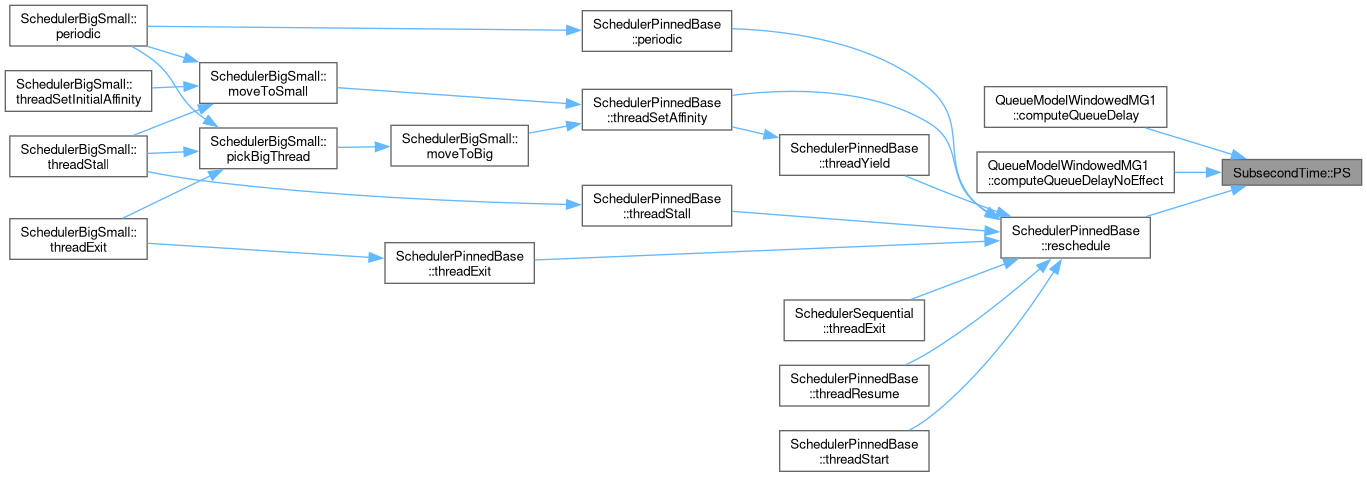 SchedulerBigSmall::
periodic
SchedulerBigSmall::
threadSetInitialAffinity
SchedulerBigSmall::
threadStall
SchedulerBigSmall::
threadExit
SchedulerBigSmall::
moveToSmall
SchedulerBigSmall::
pickBigThread
SchedulerBigSmall::
moveToBig
SchedulerPinnedBase
::threadExit
SchedulerPinnedBase
::periodic
SchedulerPinnedBase
::threadSetAffinity
SchedulerPinnedBase
::threadStall
SchedulerPinnedBase
::threadYield
SchedulerSequential
::threadExit
SchedulerPinnedBase
::threadResume
SchedulerPinnedBase
::threadStart
QueueModelWindowedMG1
::computeQueueDelay
QueueModelWindowedMG1
::computeQueueDelayNoEffect
SchedulerPinnedBase
::reschedule
SubsecondTime::PS